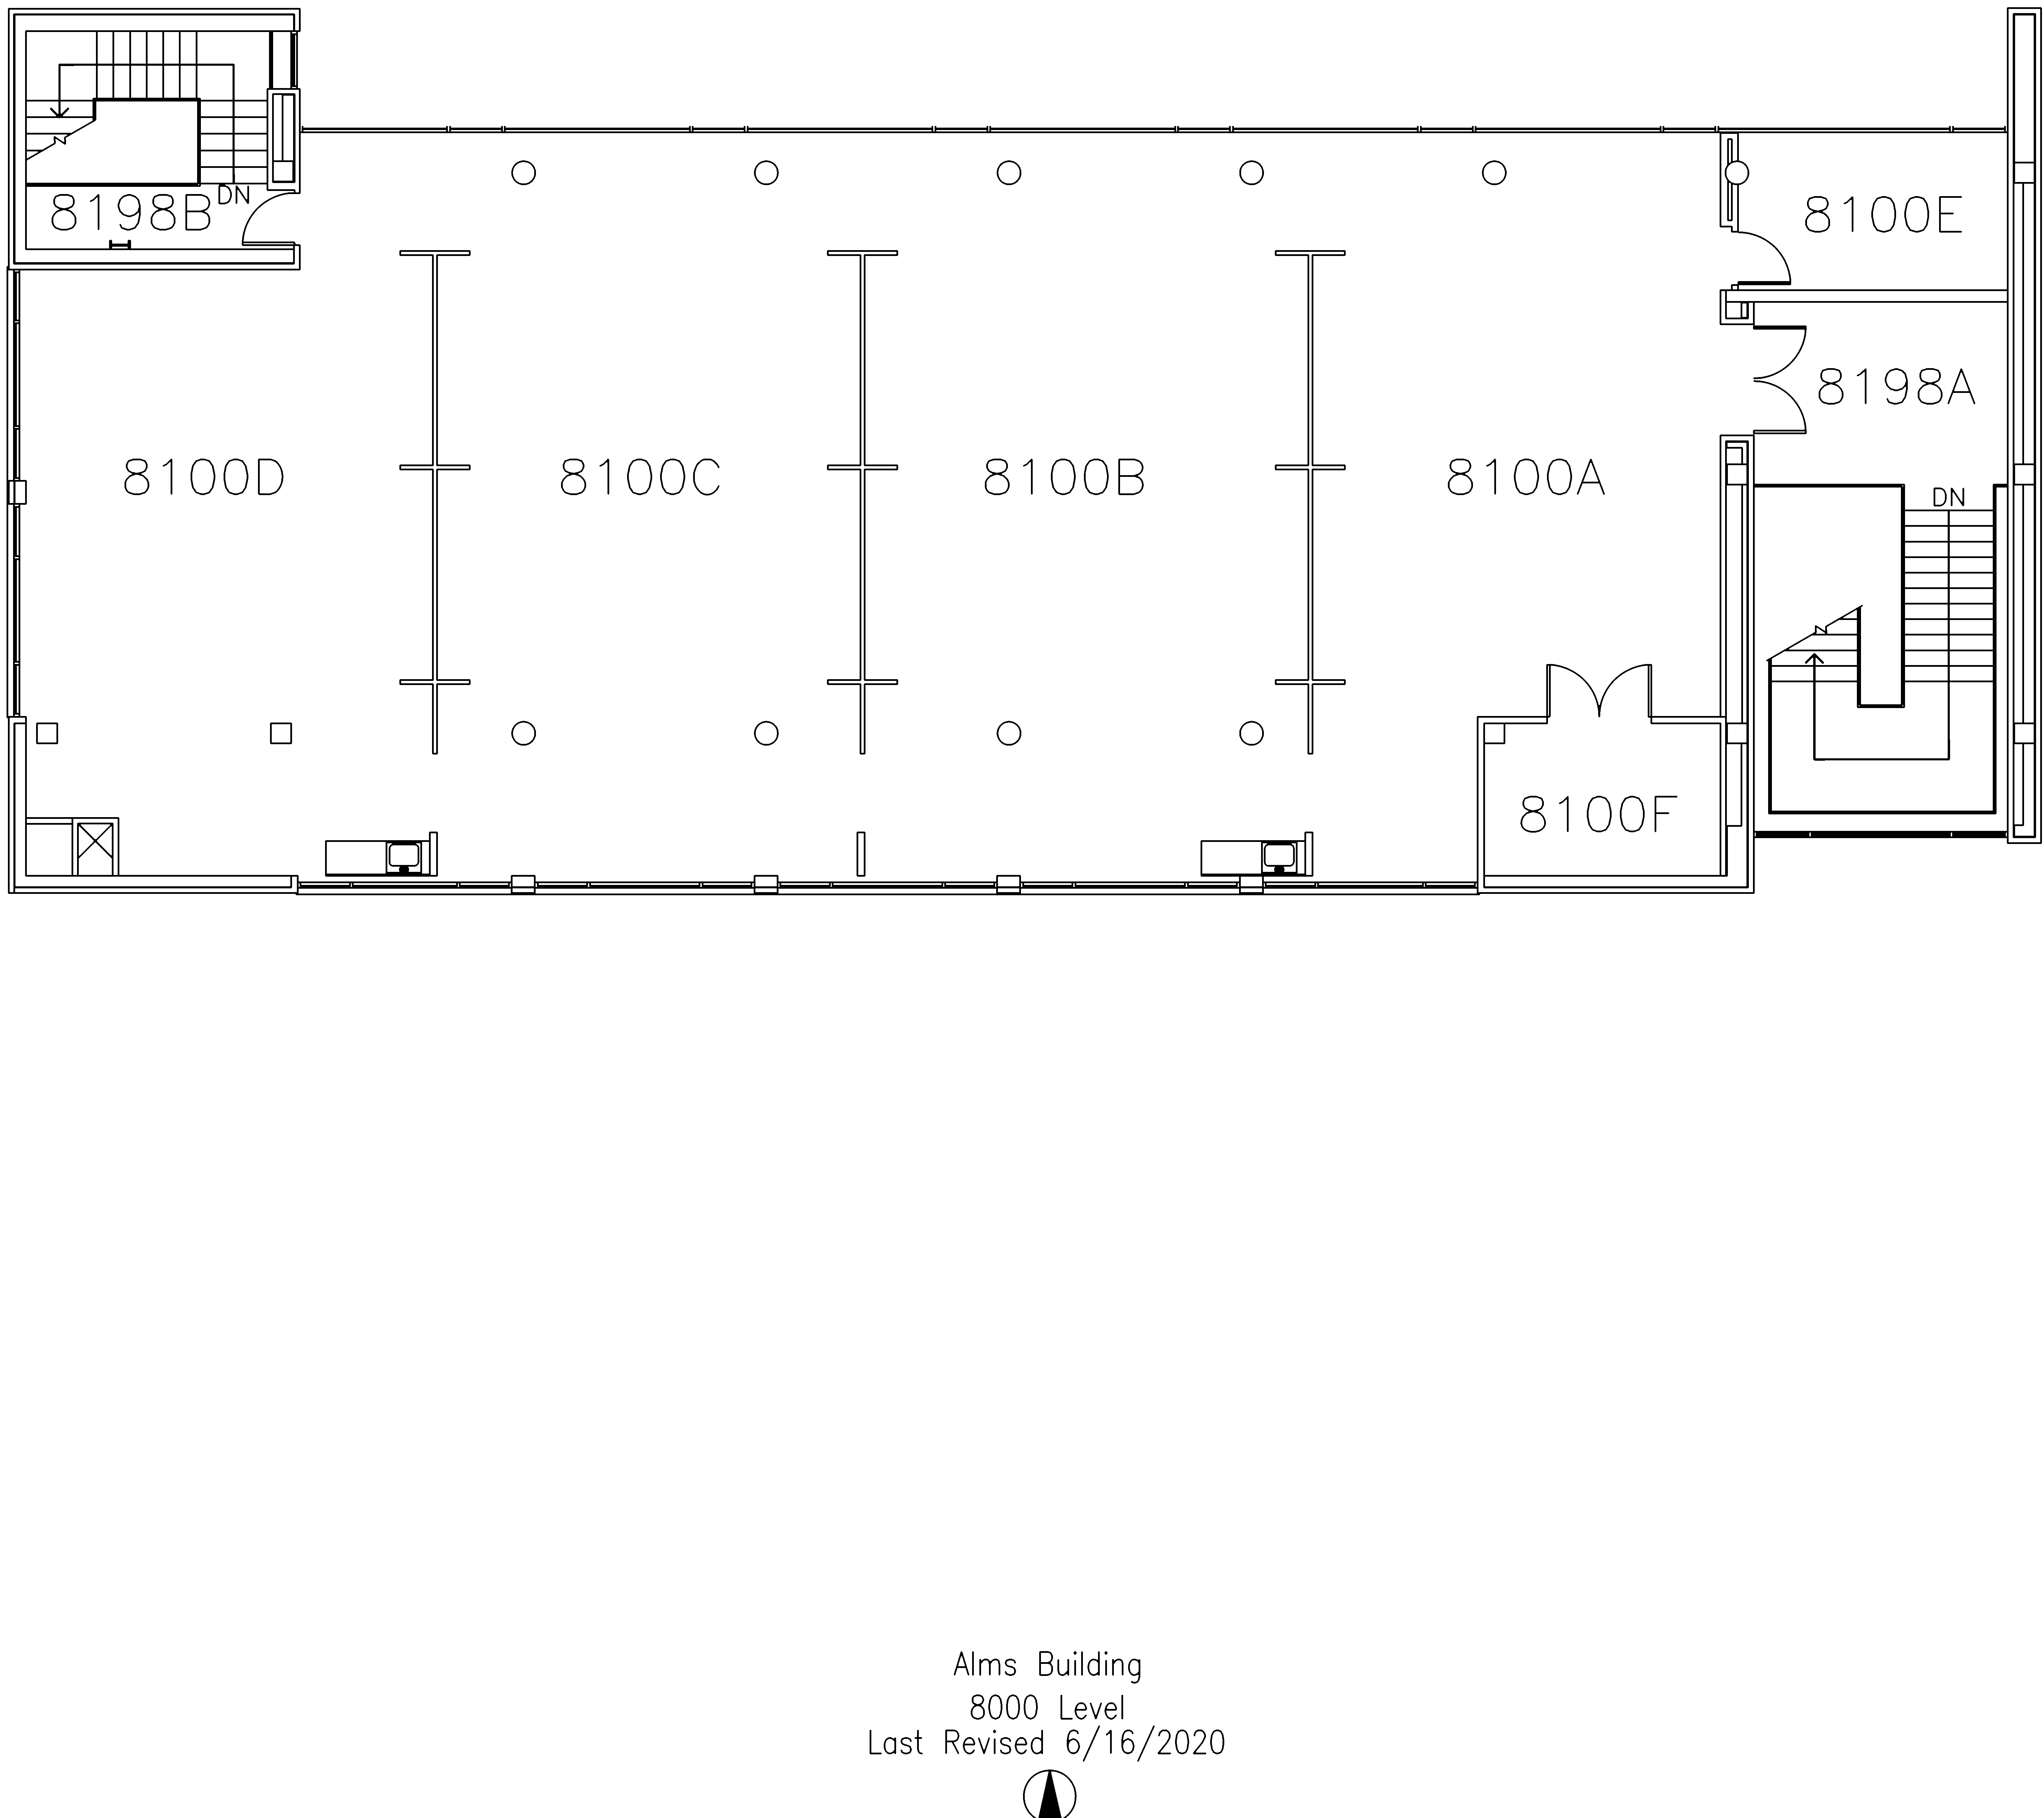 8198B
DN
8100E
8198A
8100D
8100C
8100B
8100A
DN
8100F
Alms Building
8000 Level
Last Revised 6/16/2020